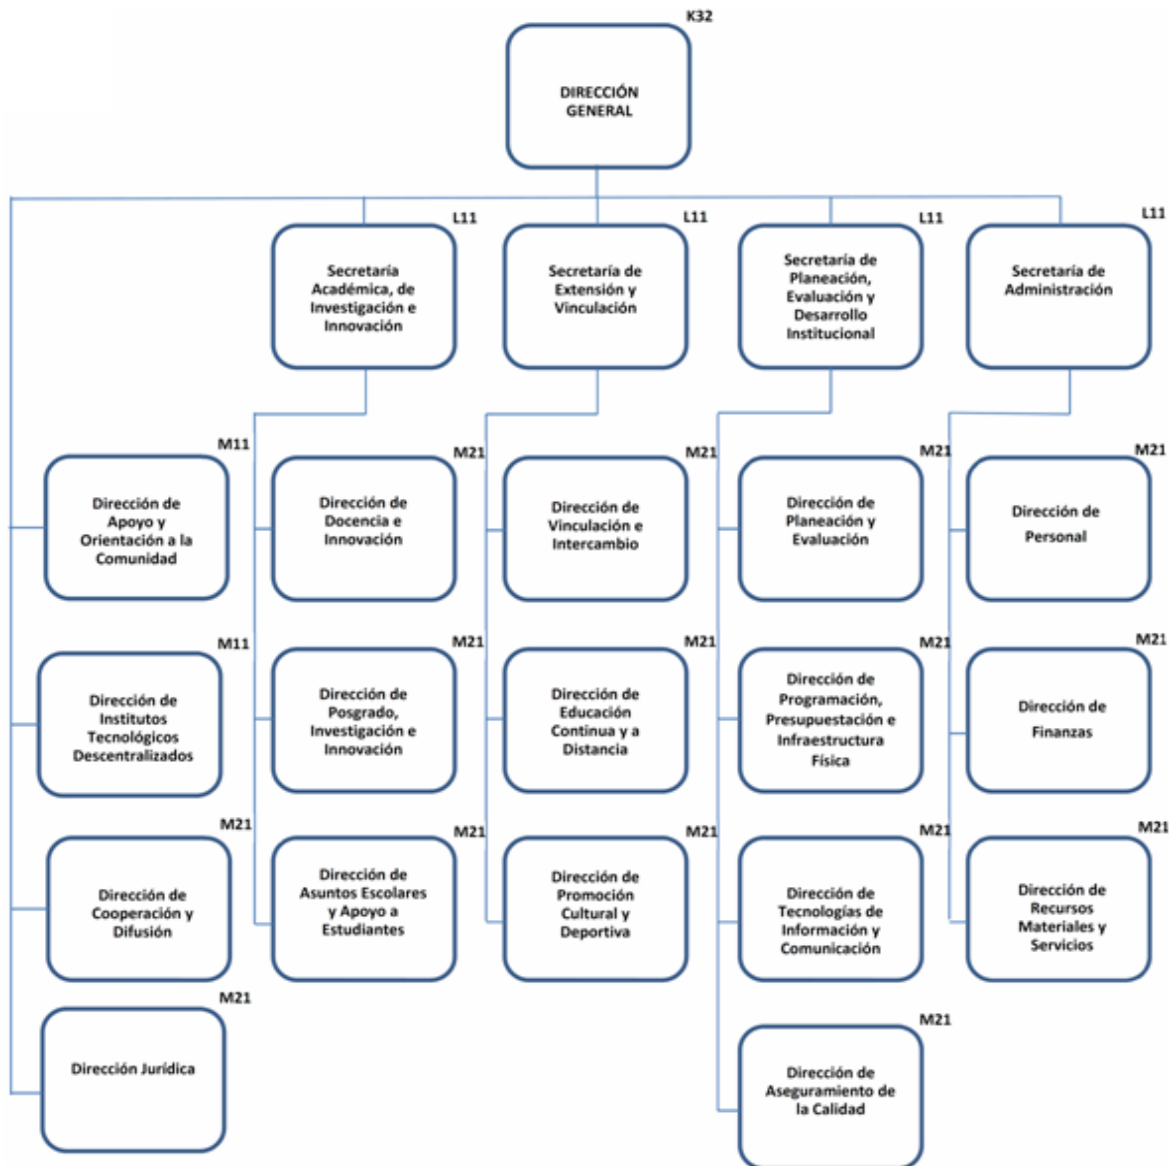 K32
DIRECCIÓN
GENERAL
L11
Secretaría
Académica, de
Investigación e
Innovación
L11
Secretaría de
Extensión y
Vinculación
L11
Secretaría de
Planeación,
Evaluación y
Desarrollo
Institucional
L11
Secretaría de
Administración
M11
Dirección de
Apoyo y
Orientación a la
Comunidad
M21
Dirección de
Docencia e
Innovación
M21
Dirección de
Vinculación e
Intercambio
M21
Dirección de
Planeación y
Evaluación
M21
Dirección de
Personal
M11
Dirección de
Institutos
Tecnológicos
Descentralizados
M21
Dirección de
Posgrado,
Investigación e
Innovación
M21
Dirección de
Educación
Continua y a
Distancia
M21
Dirección de
Programación,
Presupuestación e
Infraestructura
Física
M21
Dirección de
Finanzas
M21
Dirección de
Cooperación y
Difusión
M21
Dirección de
Asuntos Escolares
y Apoyo a
Estudiantes
M21
Dirección de
Promoción
Cultural y
Deportiva
M21
Dirección de
Tecnologías de
Información y
Comunicación
M21
Dirección de
Recursos
Materiales y
Servicios
M21
Dirección Jurídica
M21
Dirección de
Aseguramiento de
la Calidad